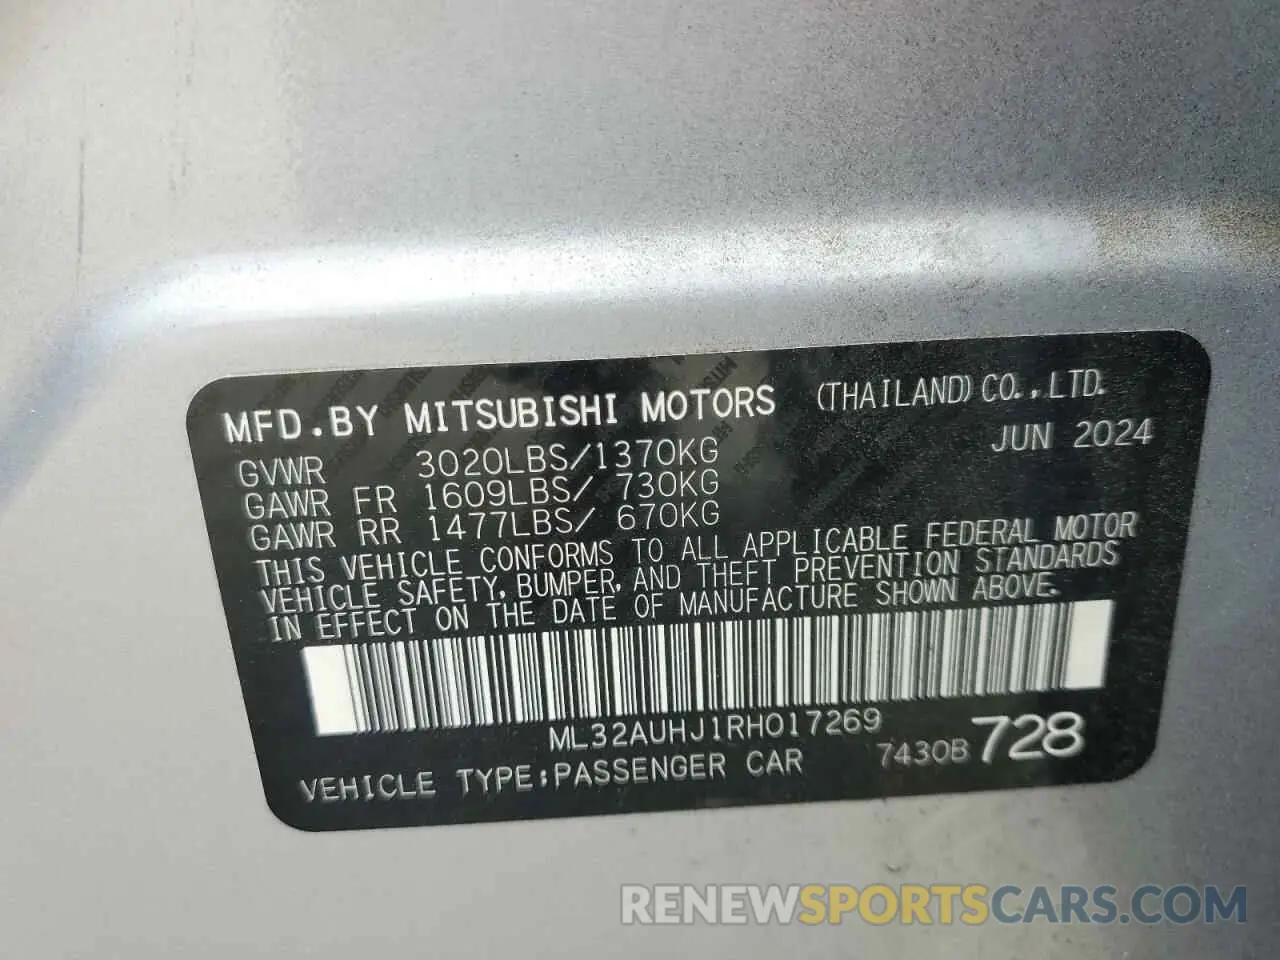 MFD.BY MITSUBISHI MOTORS (THAILAND) CO.,LTD.
JUN 2024
GVWR 3020LBS/1370KG
GAWR FR 1609LBS/ 730KG
GAWR RR 1477LBS/ 670KG
THIS VEHICLE CONFORMS TO ALL APPLICABLE FEDERAL MOTOR
VEHICLE SAFETY, BUMPER, AND THEFT PREVENTION STANDARDS
IN EFFECT ON THE DATE OF MANUFACTURE SHOWN ABOVE.
ML32AUHJ1RH017269
7430B 728
VEHICLE TYPE:PASSENGER CAR
RENEWSPORTSCARS.COM